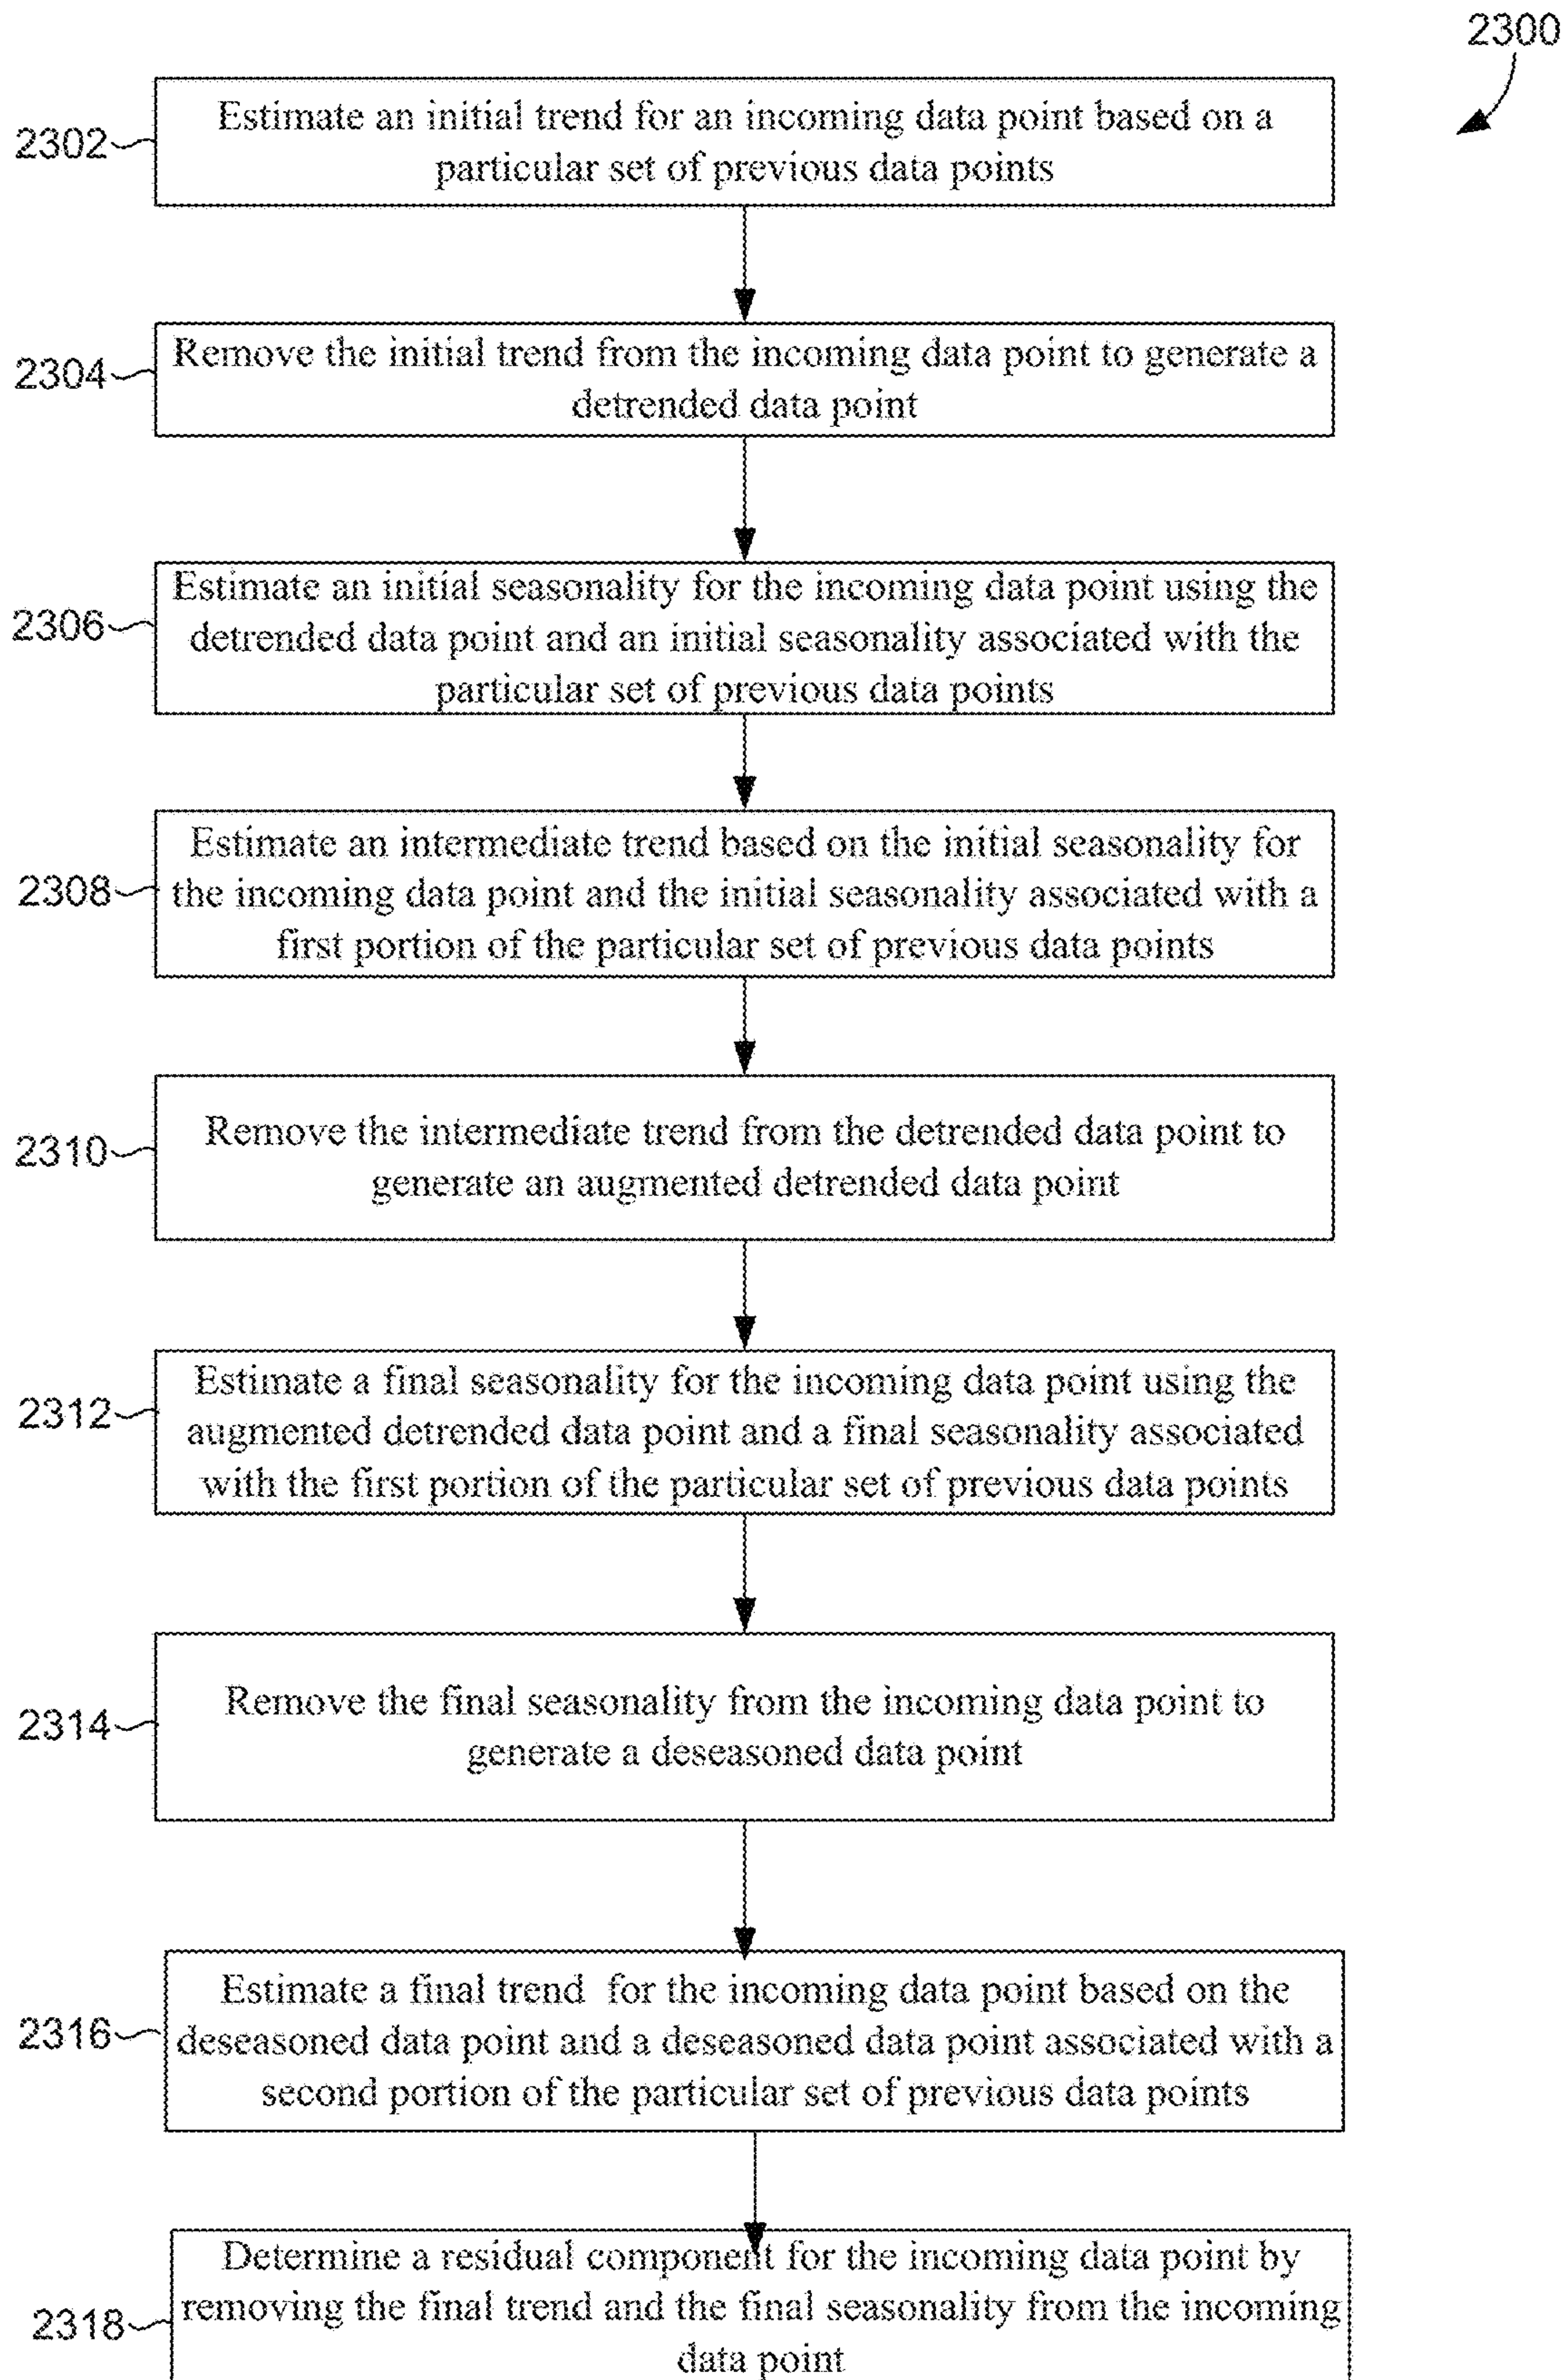 2300
2302
Estimate an initial trend for an incoming data point based on a
particular set of previous data points
2304
Remove the initial trend from the incoming data point to generate a
detrended data point
2306
Estimate an initial seasonality for the incoming data point using the
detrended data point and an initial seasonality associated with the
particular set of previous data points
2308
Estimate an intermediate trend based on the initial seasonality for
the incoming data point and the initial seasonality associated with a
first portion of the particular set of previous data points
2310
Remove the intermediate trend from the detrended data point to
generate an augmented detrended data point
2312
Estimate a final seasonality for the incoming data point using the
augmented detrended data point and a final seasonality associated
with the first portion of the particular set of previous data points
2314
Remove the final seasonality from the incoming data point to
generate a deseasoned data point
2316
Estimate a final trend for the incoming data point based on the
deseasoned data point and a deseasoned data point associated with a
second portion of the particular set of previous data points
2318
Determine a residual component for the incoming data point by
removing the final trend and the final seasonality from the incoming
data point